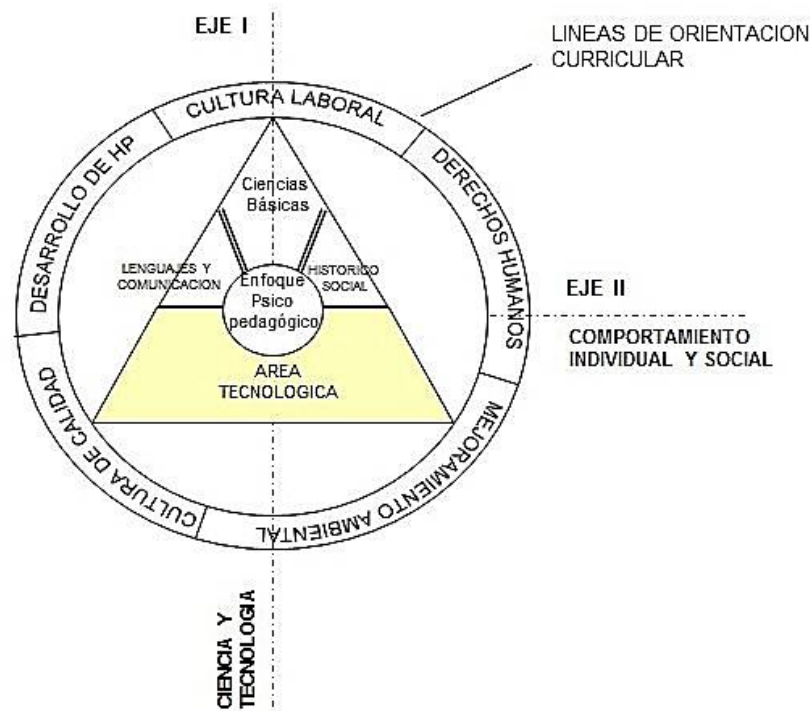 EJE I
LINEAS DE ORIENTACION
CURRICULAR
CULTURA LABORAL
DESARROLLO DE HP
DERECHOS HUMANOS
Ciencias
Básicas
LENGUAJES Y
COMUNICACION
HISTORICO
SOCIAL
Enfoque
Psico
pedagógico
EJE II
COMPORTAMIENTO
INDIVIDUAL Y SOCIAL
AREA
TECNOLOGICA
CULTURA DE CALIDAD
MEJORAMIENTO AMBIENTAL
CIENCIA Y
TECNOLOGIA